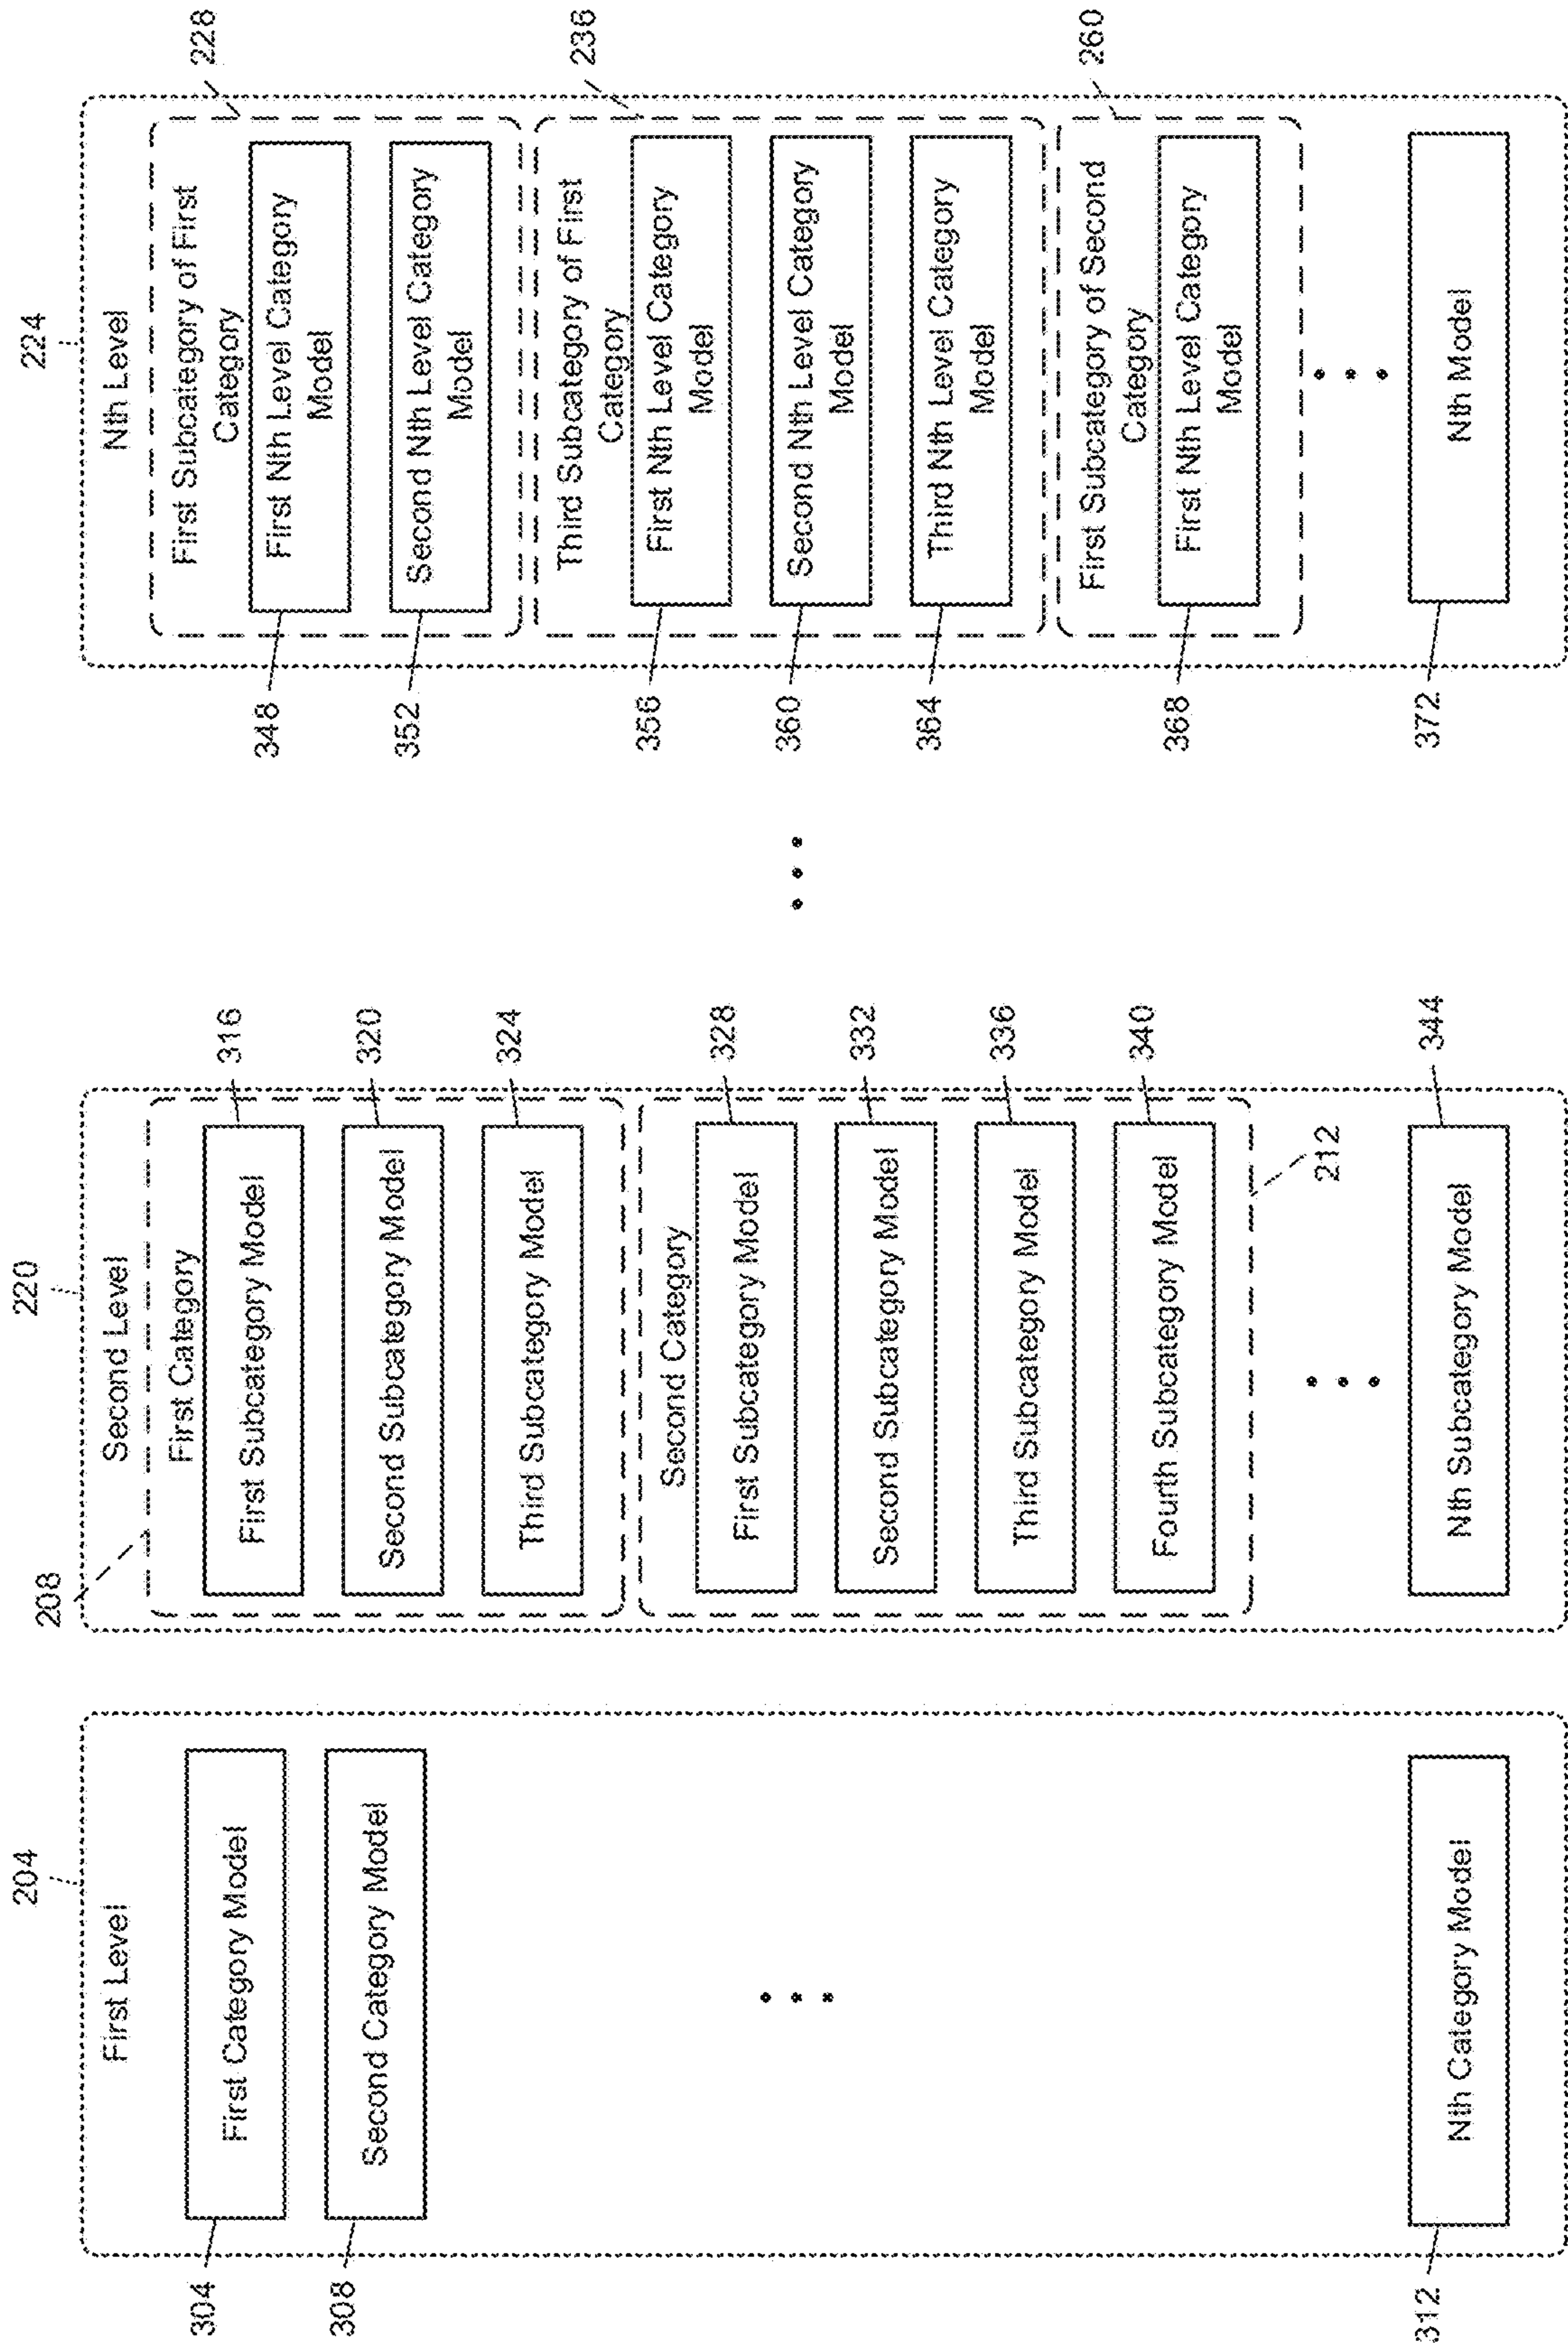 204
First Level
304
First Category Model
308
Second Category Model
312
Nth Category Model
220
Second Level
208
First Category
First Subcategory Model
316
Second Subcategory Model
320
Third Subcategory Model
324
Second Category
First Subcategory Model
328
Second Subcategory Model
332
Third Subcategory Model
336
Fourth Subcategory Model
340
212
Nth Subcategory Model
344
224
Nth Level
First Subcategory of First
Category
228
348
First Nth Level Category
Model
352
Second Nth Level Category
Model
Third Subcategory of First
Category
236
356
First Nth Level Category
Model
360
Second Nth Level Category
Model
364
Third Nth Level Category
Model
First Subcategory of Second
Category
260
368
First Nth Level Category
Model
372
Nth Model